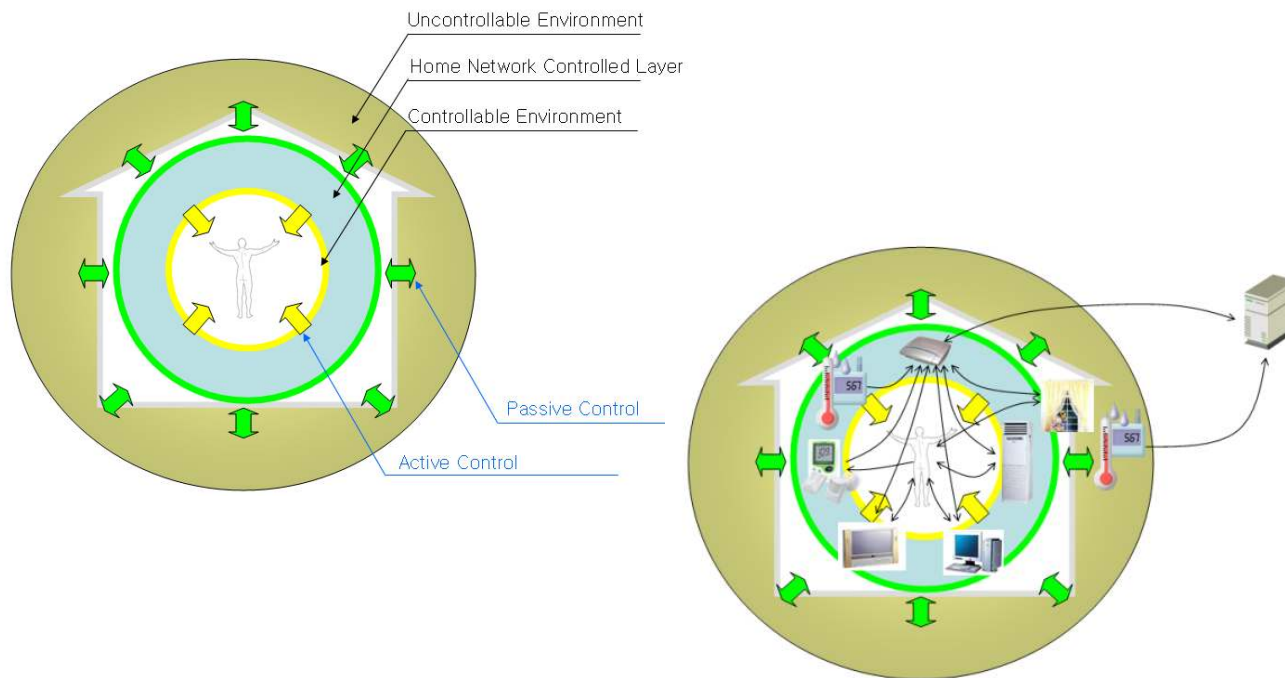 Uncontrollable Environment
Home Network Controlled Layer
Controllable Environment
Passive Control
Active Control
567
567